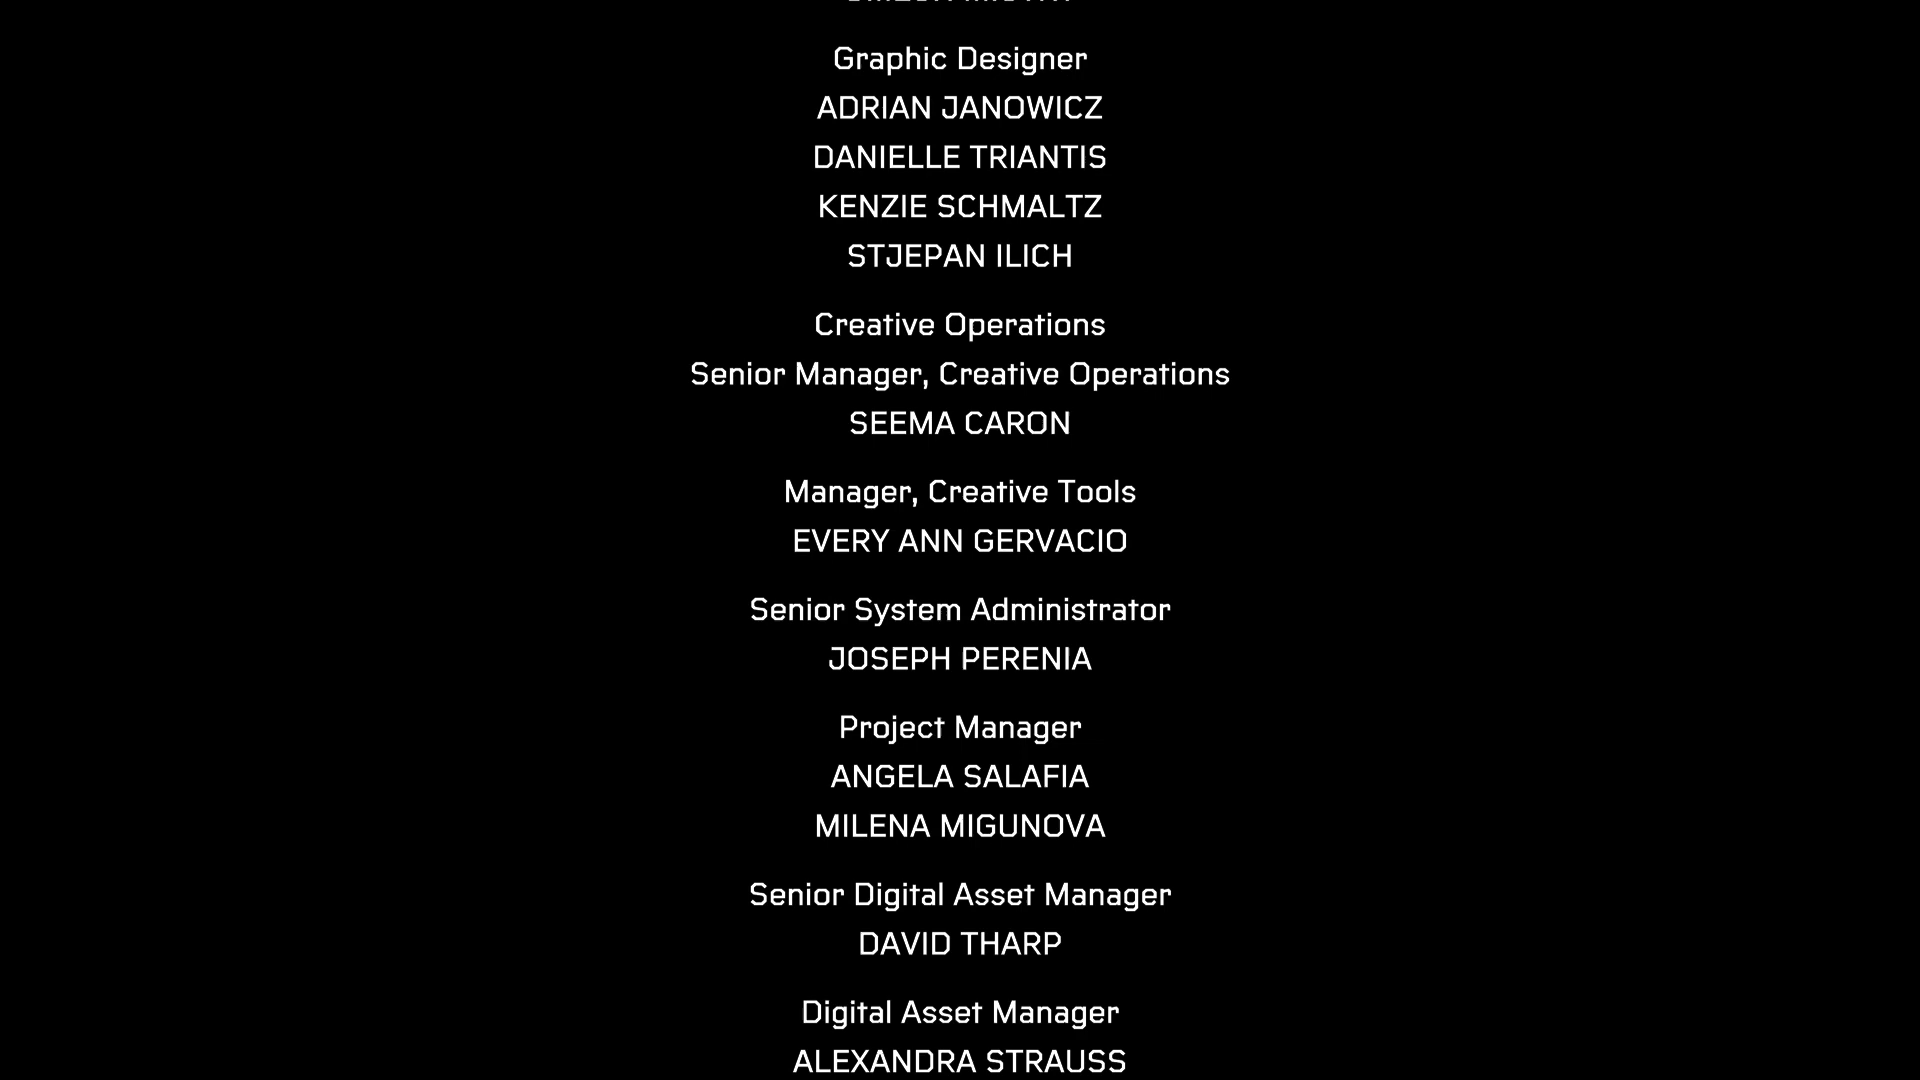 Graphic Designer
ADRIAN JANOWICZ
DANIELLE TRIANTIS
KENZIE SCHMALTZ
STJEPAN ILICH
Creative Operations
Senior Manager, Creative Operations
SEEMA CARON
Manager, Creative Tools
EVERY ANN GERVACIO
Senior System Administrator
JOSEPH PERENIA
Project Manager
ANGELA SALAFIA
MILENA MIGUNOVA
Senior Digital Asset Manager
DAVID THARP
Digital Asset Manager
ALEXANDRA STRAUSS